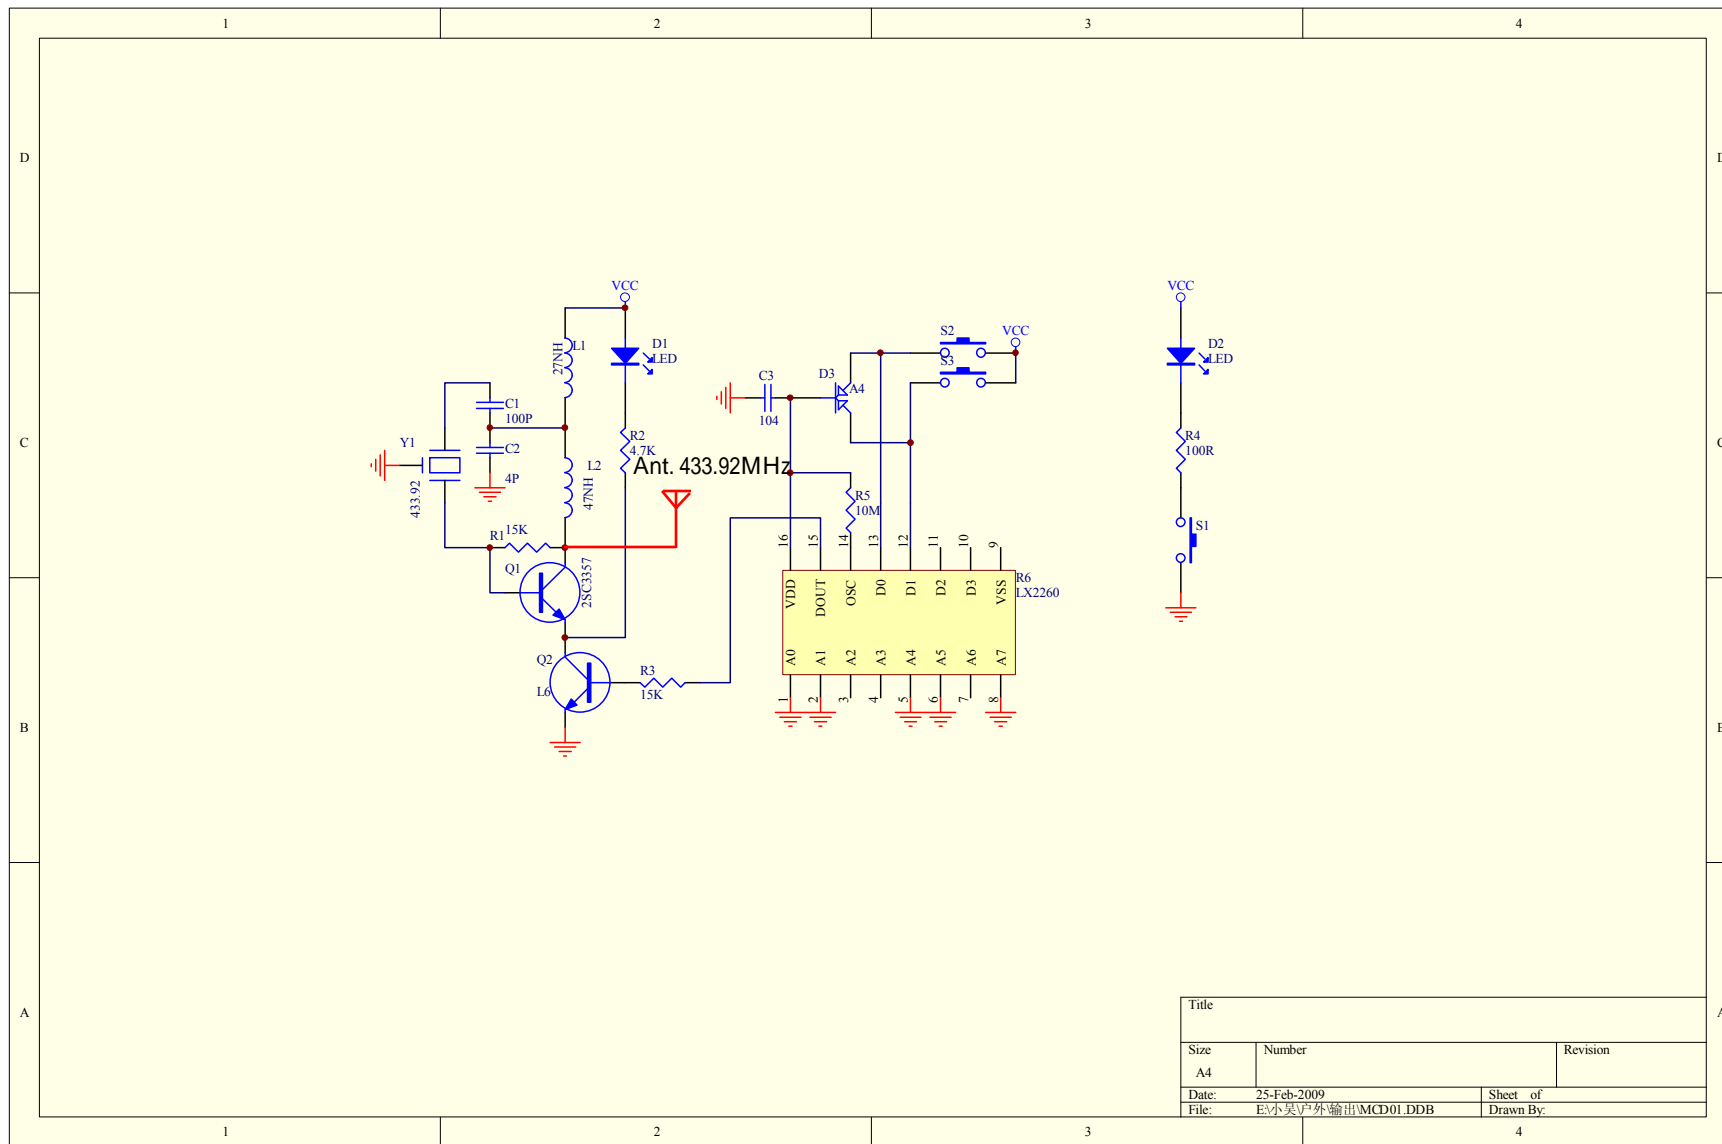 1 2 3 4
D D
VCC VCC
S2 VCC
L1 27NH D1 LED
S3
D2 LED
C3 D3 A4
104
C1
100P
C2
4P
Y1
433.92
C C
R2
4.7K
R4
100R
L2 47NH
Ant. 433.92MHz
R5
10M
R1 15K
S1
16 15 14 13 12 11 10 9
Q1 2SC3357
VDD DOUT OSC D0 D1 D2 D3 VSS
R6
LX2260
A0 A1 A2 A3 A4 A5 A6 A7
Q2
L6
R3
15K
1 2 3 4 5 6 7 8
B B
A A
Title
Size Number Revision
A4
Date: 25-Feb-2009 Sheet of
File: E:\小吴\户外\输出\MCD01.DDB Drawn By:
1 2 3 4